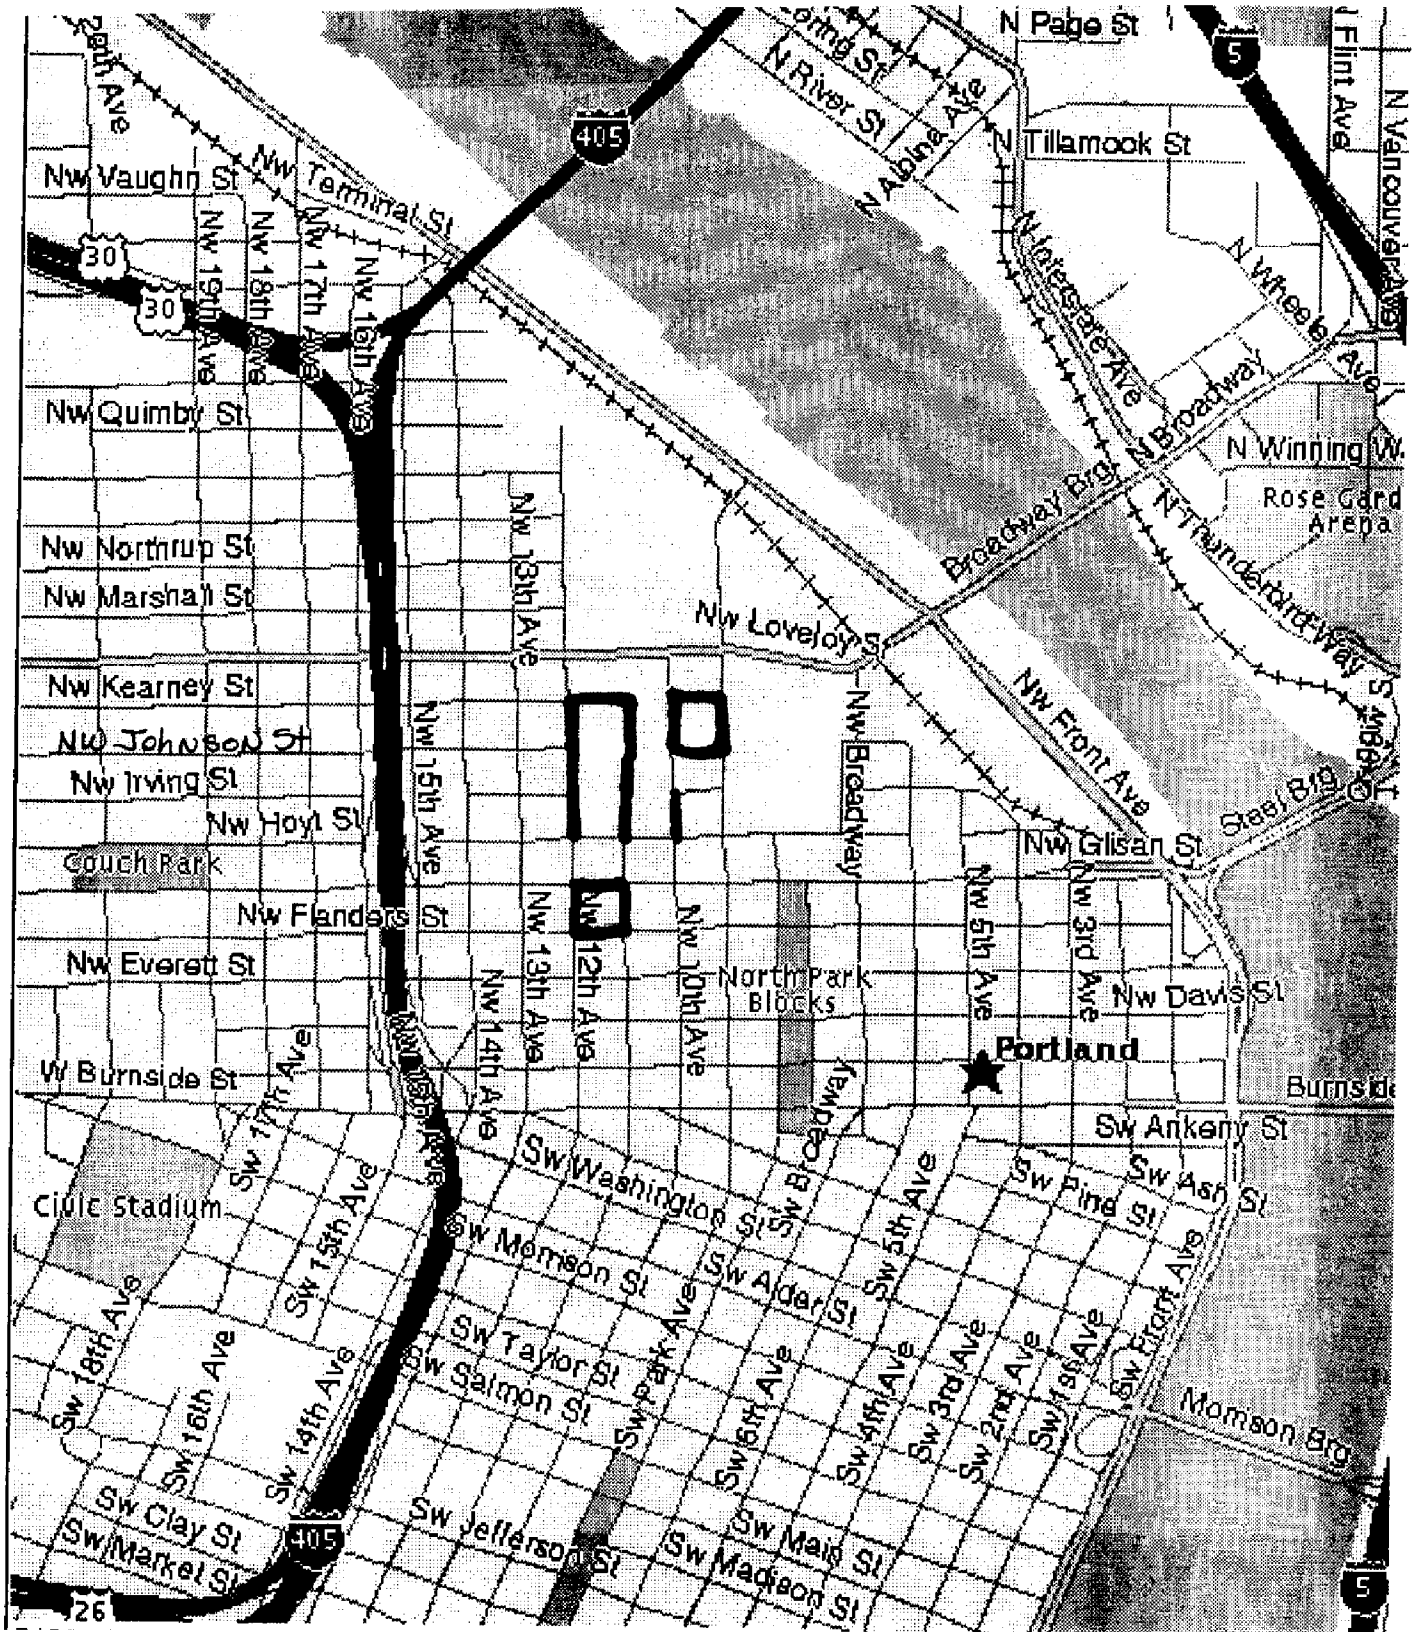 N Page St
5
N Flint Ave
N Vancouver Ave
N River St
405
N Albina Ave
N Tillamook St
Nw Vaughn St
Nw Terminal St
30
30
Nw 19th Ave
Nw 18th Ave
Nw 17th Ave
Nw 16th Ave
N Interstate Ave
N Wheeler Ave
N Broadway
Nw Quimby St
N Winning W
Broadway Brg
Rose Gard
Arena
N Thunderbird Way
Nw 13th Ave
Nw Northrup St
Nw Marshall St
Nw Lovejoy S
Nw Kearney St
NW Johnson St
Nw 15th Ave
Nw Broadway
Nw Front Ave
Nw Irving St
Nw Hoyt St
Steel Brg
Nw Glisan St
Couch Park
Nw Flanders St
Nw 13th Ave
Nw 12th Ave
Nw 10th Ave
Nw 5th Ave
Nw 3rd Ave
Nw Everett St
Nw 14th Ave
North Park
Blocks
Nw Davis St
Portland
W Burnside St
Burnside
Sw Ankeny St
Sw 17th Ave
Sw Broadway
Sw Washington St
Sw 5th Ave
Sw Pine St
Sw Ash St
Civic Stadium
Sw 15th Ave
Sw Morrison St
Sw Alder St
Sw Front Ave
Sw 18th Ave
Sw 16th Ave
Sw 14th Ave
Sw Taylor St
Sw Salmon St
Sw Park Ave
Sw 6th Ave
Sw 4th Ave
Sw 3rd Ave
Sw 2nd Ave
Sw 1st Ave
Morrison Brg
Sw Clay St
Sw Market St
405
Sw Jefferson St
Sw Main St
Sw Madison St
26
5